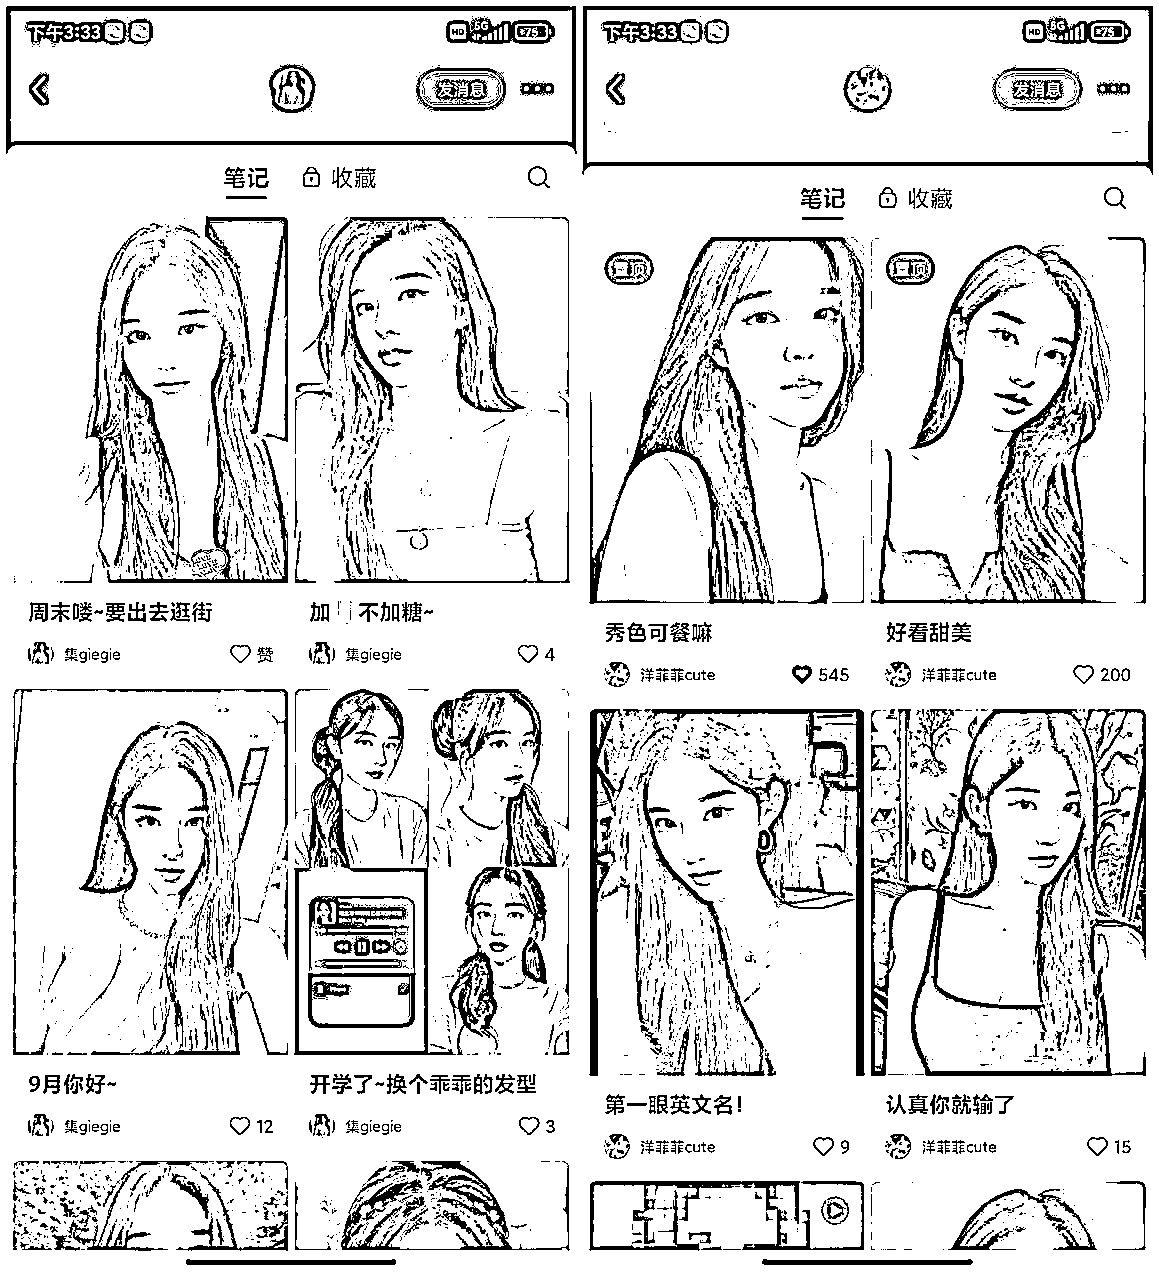 下午3:33
HD 5G 75
发消息
笔记 收藏
周末喽~要出去逛街
集giegie 赞
加 不加糖~
集giegie 4
9月你好~
集giegie 12
开学了~换个乖乖的发型
集giegie 3
下午3:33
HD 5G 75
发消息
笔记 收藏
置顶
置顶
秀色可餐嘛
洋菲菲cute 545
好看甜美
洋菲菲cute 200
第一眼英文名!
洋菲菲cute 9
认真你就输了
洋菲菲cute 15